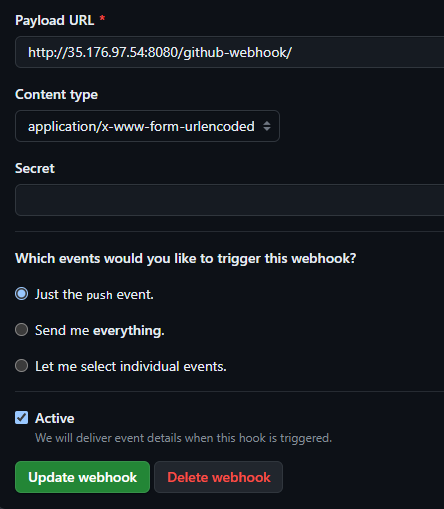 Payload URL *
http://35.176.97.54:8080/github-webhook/
Content type
application/x-www-form-urlencoded
Secret
Which events would you like to trigger this webhook?
Just the push event.
Send me everything.
Let me select individual events.
Active
We will deliver event details when this hook is triggered.
Update webhook Delete webhook